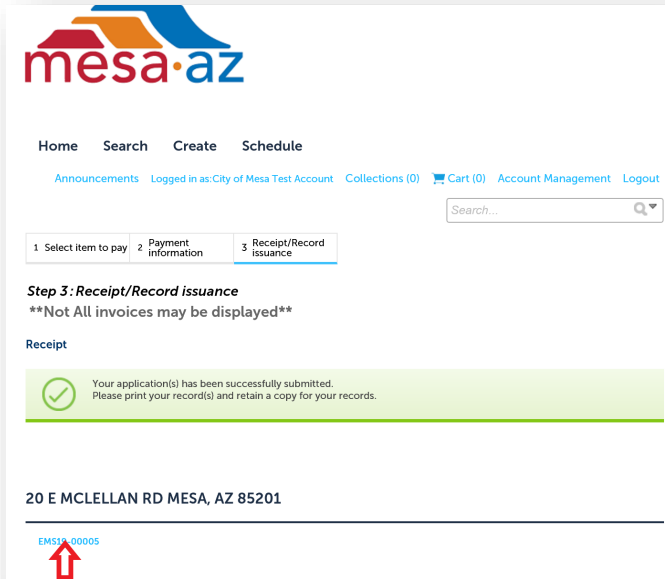 mesa·az
Home Search Create Schedule
Announcements Logged in as:City of Mesa Test Account Collections (0) Cart (0) Account Management Logout
Search...
1 Select item to pay 2 Payment information 3 Receipt/Record issuance
Step 3: Receipt/Record issuance
**Not All invoices may be displayed**
Receipt
Your application(s) has been successfully submitted.
Please print your record(s) and retain a copy for your records.
20 E MCLELLAN RD MESA, AZ 85201
EMS19-00005